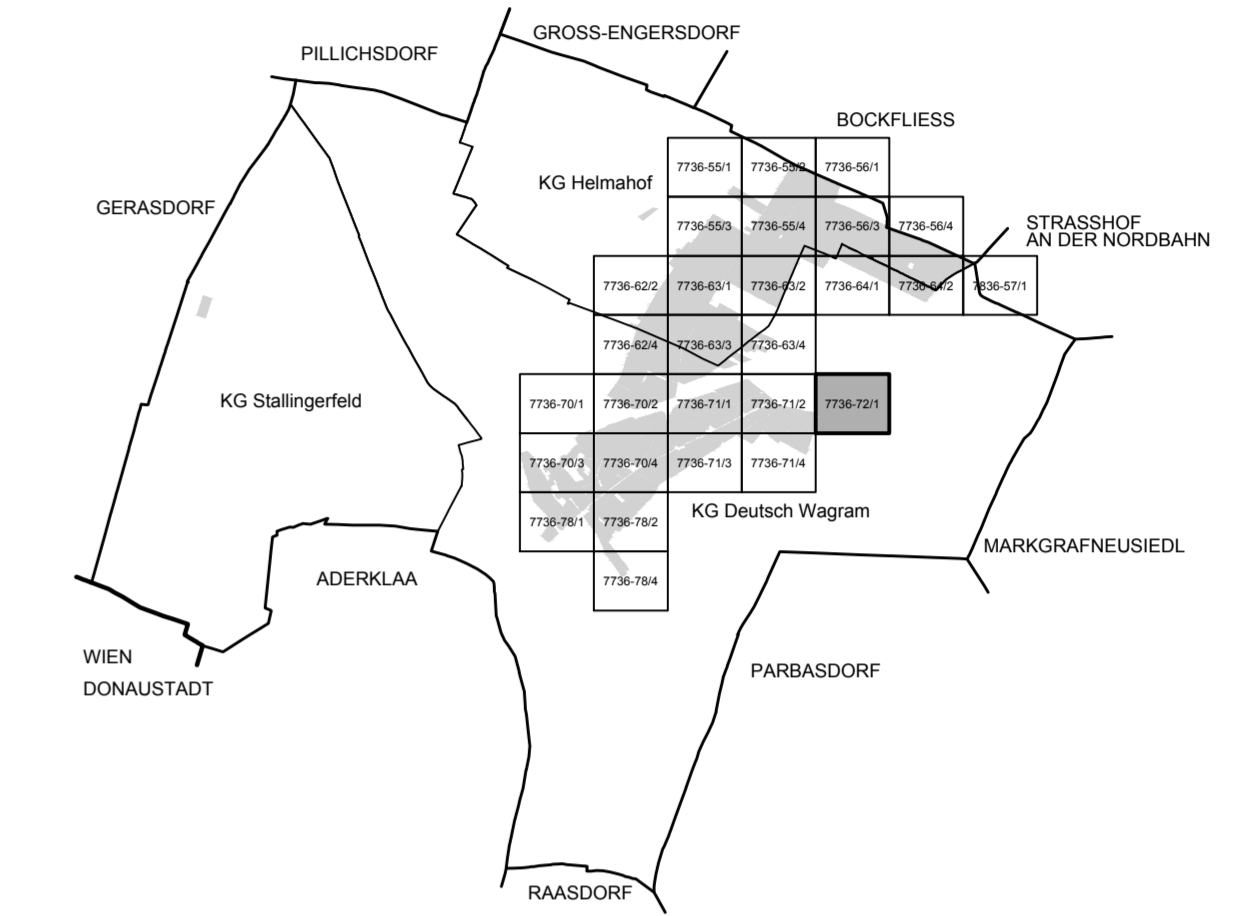 GROSS-ENGERSDORF
PILLICHSDORF
BOCKFLIESS
7736-55/1
7736-55/2
7736-56/1
KG Helmahof
GERASDORF
7736-55/3
7736-55/4
7736-56/3
7736-56/4
STRASSHOF
AN DER NORDBAHN
7736-62/2
7736-63/1
7736-63/2
7736-64/1
7736-64/2
7836-57/1
7736-62/4
7736-63/3
7736-63/4
KG Stallingerfeld
7736-70/1
7736-70/2
7736-71/1
7736-71/2
7736-72/1
7736-70/3
7736-70/4
7736-71/3
7736-71/4
7736-78/1
7736-78/2
KG Deutsch Wagram
MARKGRAFNEUSIEDL
ADERKLAA
7736-78/4
WIEN
DONAUSTADT
PARBASDORF
RAASDORF